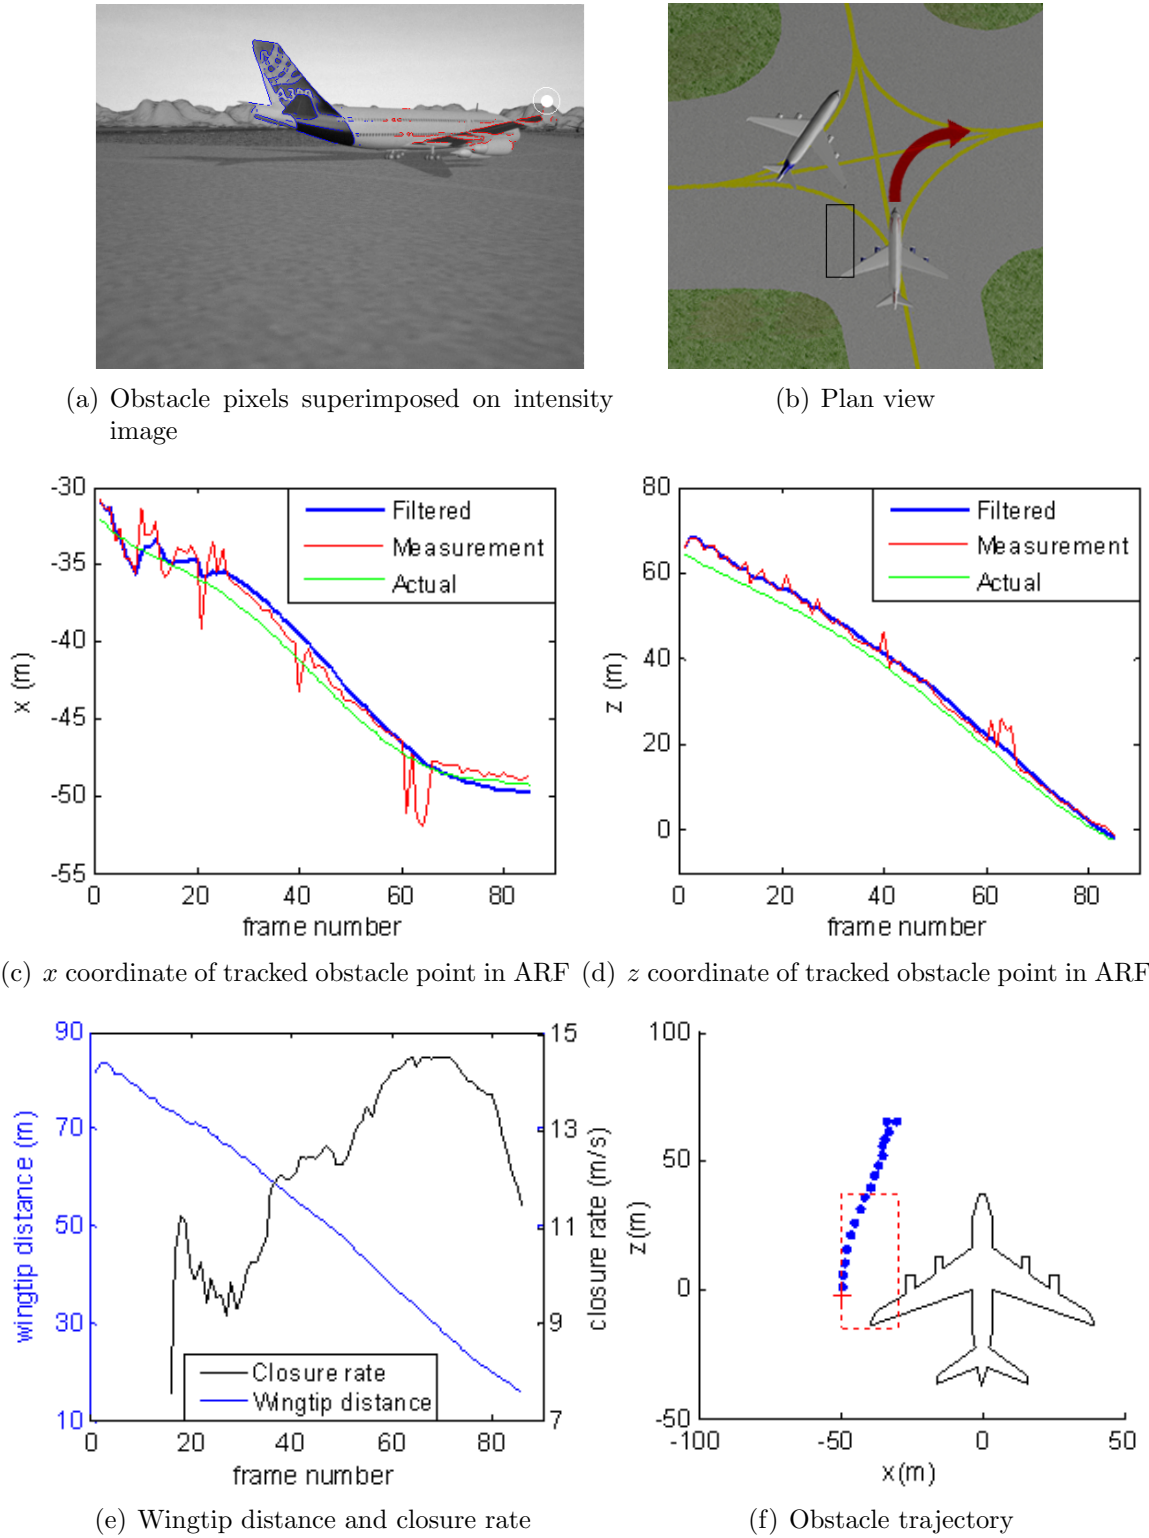 A380
(a) Obstacle pixels superimposed on intensity
image
(b) Plan view
-30
-35
-40
-45
-50
-55
x (m)
0 20 40 60 80
frame number
Filtered
Measurement
Actual
80
60
40
20
0
z (m)
0 20 40 60 80
frame number
Filtered
Measurement
Actual
(c) x coordinate of tracked obstacle point in ARF
(d) z coordinate of tracked obstacle point in ARF
90
70
50
30
10
wingtip distance (m)
15
13
11
9
7
closure rate (m/s)
Closure rate
Wingtip distance
0 20 40 60 80
frame number
100
50
0
-50
z(m)
-100 -50 0 50
x(m)
(e) Wingtip distance and closure rate
(f) Obstacle trajectory